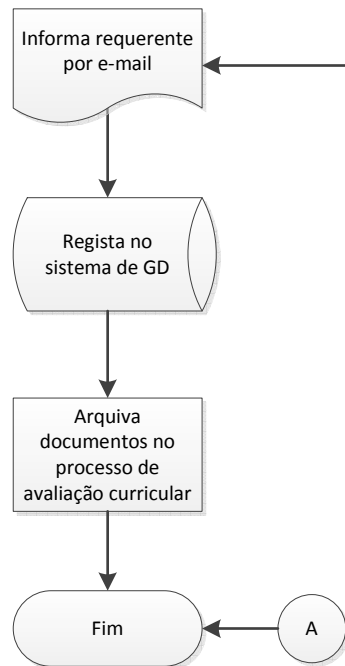 Informa requerente
por e-mail
Regista no
sistema de GD
Arquiva
documentos no
processo de
avaliação curricular
Fim
A